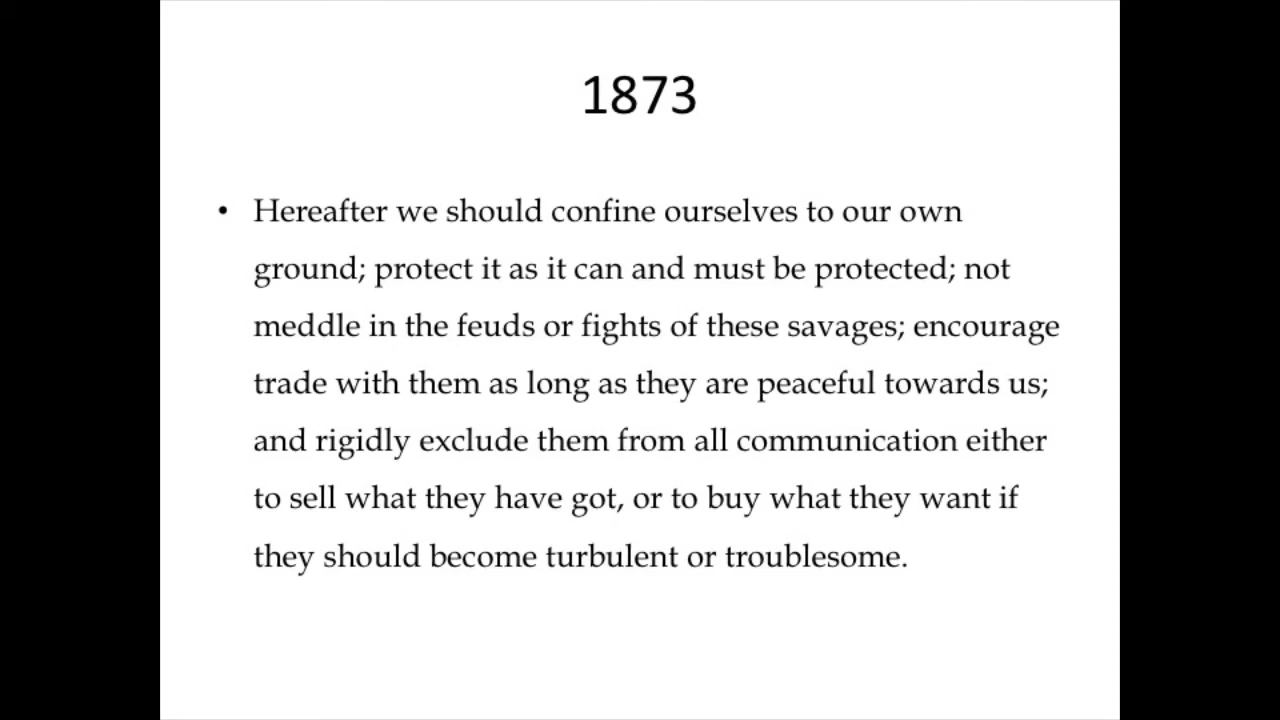 1873
• Hereafter we should confine ourselves to our own
ground; protect it as it can and must be protected; not
meddle in the feuds or fights of these savages; encourage
trade with them as long as they are peaceful towards us;
and rigidly exclude them from all communication either
to sell what they have got, or to buy what they want if
they should become turbulent or troublesome.